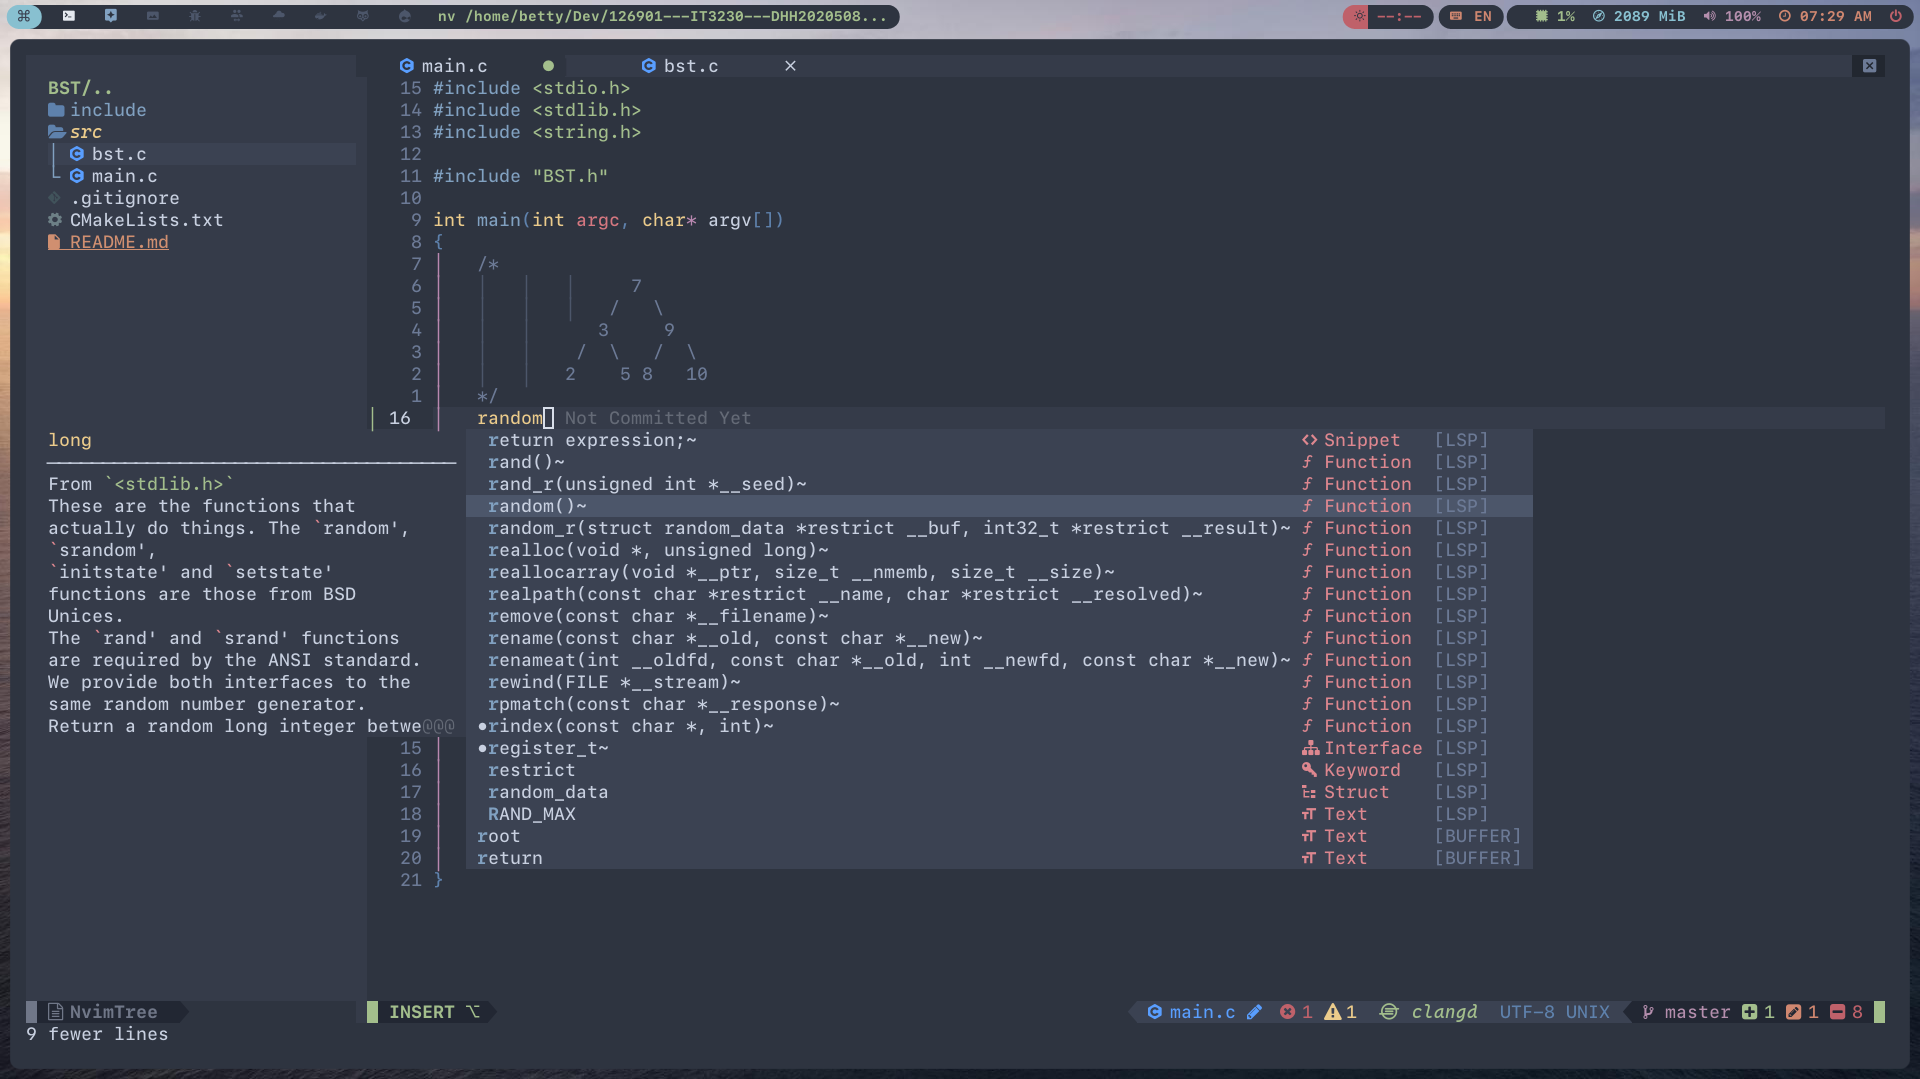 nv /home/betty/Dev/126901---IT3230---DHH2020508... --:-- EN 1% 2089 MiB 100% 07:29 AM
main.c bst.c
BST/..
include
src
bst.c
main.c
.gitignore
CMakeLists.txt
README.md
15 #include <stdio.h>
14 #include <stdlib.h>
13 #include <string.h>
12
11 #include "BST.h"
10
9 int main(int argc, char* argv[])
8 {
7 /*
6 7
5 / \
4 3 9
3 / \ / \
2 2 5 8 10
1 */
16 random Not Committed Yet
long
From `<stdlib.h>`
These are the functions that
actually do things. The `random',
`srandom',
`initstate' and `setstate'
functions are those from BSD
Unices.
The `rand' and `srand' functions
are required by the ANSI standard.
We provide both interfaces to the
same random number generator.
Return a random long integer betwe@@@
return expression;~ Snippet [LSP]
rand()~ Function [LSP]
rand_r(unsigned int *__seed)~ Function [LSP]
random()~ Function [LSP]
random_r(struct random_data *restrict __buf, int32_t *restrict __result)~ Function [LSP]
realloc(void *, unsigned long)~ Function [LSP]
reallocarray(void *__ptr, size_t __nmemb, size_t __size)~ Function [LSP]
realpath(const char *restrict __name, char *restrict __resolved)~ Function [LSP]
remove(const char *__filename)~ Function [LSP]
rename(const char *__old, const char *__new)~ Function [LSP]
renameat(int __oldfd, const char *__old, int __newfd, const char *__new)~ Function [LSP]
rewind(FILE *__stream)~ Function [LSP]
rpmatch(const char *__response)~ Function [LSP]
•rindex(const char *, int)~ Function [LSP]
15 •register_t~ Interface [LSP]
16 restrict Keyword [LSP]
17 random_data Struct [LSP]
18 RAND_MAX Text [LSP]
19 root Text [BUFFER]
20 return Text [BUFFER]
21 }
NvimTree INSERT main.c 1 1 clangd UTF-8 UNIX master 1 1 8
9 fewer lines